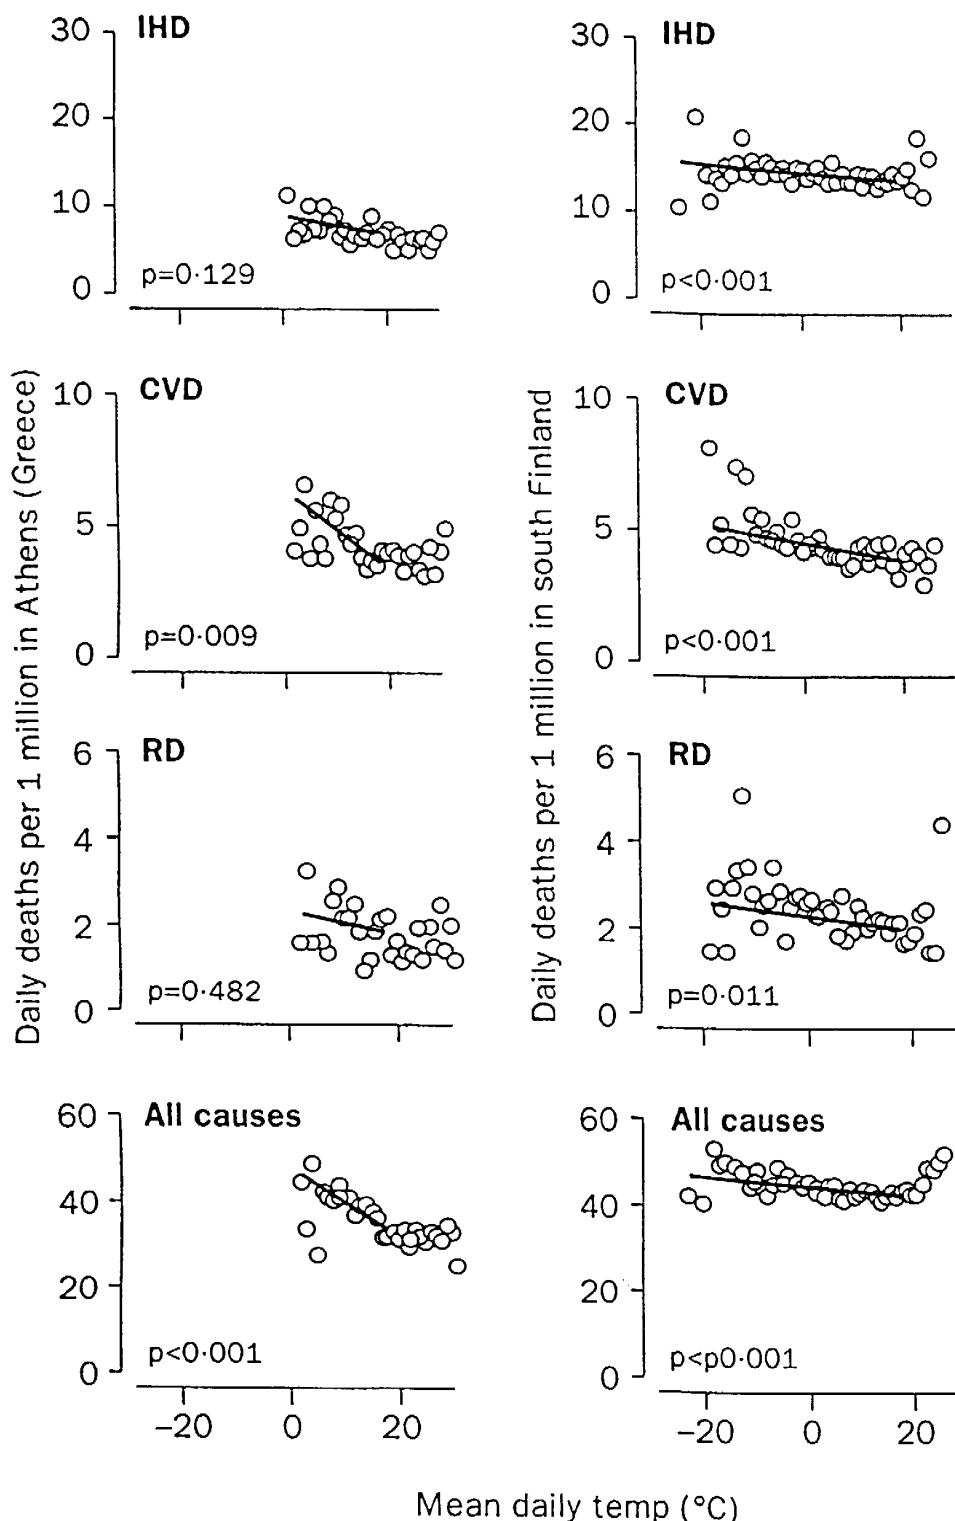 30
IHD
20
10
0
p=0·129
30
IHD
20
10
0
p<0·001
10
CVD
5
0
p=0·009
10
CVD
5
0
p<0·001
6
RD
4
2
0
p=0·482
6
RD
4
2
0
p=0·011
60
All causes
40
20
0
p<0·001
60
All causes
40
20
0
p<p0·001
Daily deaths per 1 million in Athens (Greece)
Daily deaths per 1 million in south Finland
–20 0 20
–20 0 20
Mean daily temp (°C)